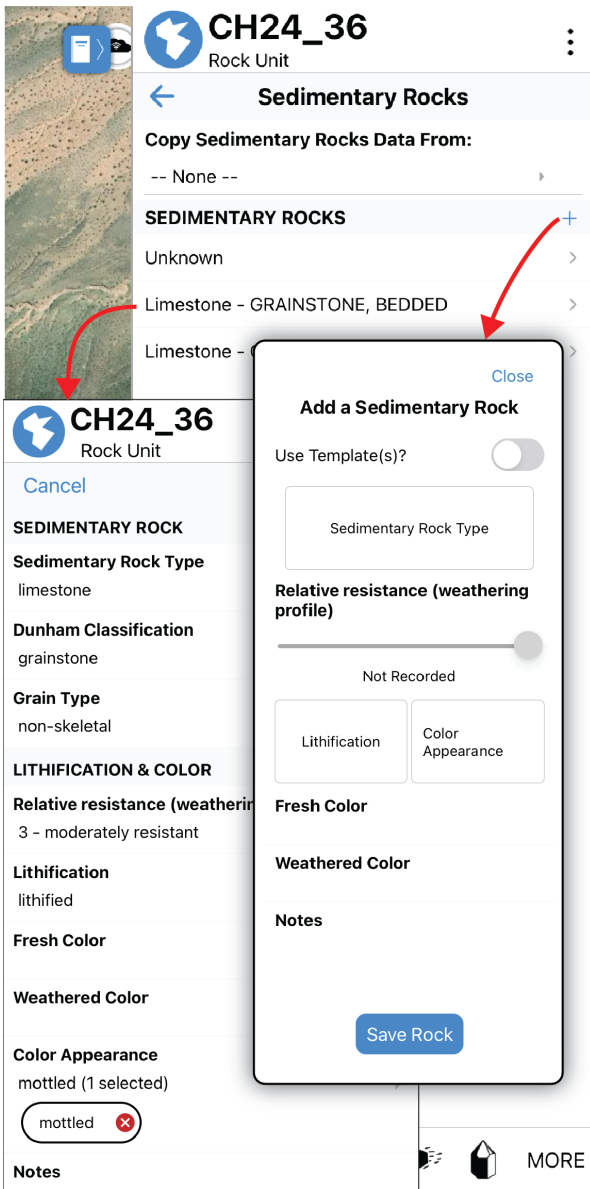 CH24_36
Rock Unit
Sedimentary Rocks
Copy Sedimentary Rocks Data From:
-- None --
SEDIMENTARY ROCKS
Unknown
Limestone - GRAINSTONE, BEDDED
Limestone -
CH24_36
Rock Unit
Cancel
SEDIMENTARY ROCK
Sedimentary Rock Type
limestone
Dunham Classification
grainstone
Grain Type
non-skeletal
LITHIFICATION & COLOR
Relative resistance (weatherin
3 - moderately resistant
Lithification
lithified
Fresh Color
Weathered Color
Color Appearance
mottled (1 selected)
mottled
Notes
Close
Add a Sedimentary Rock
Use Template(s)?
Sedimentary Rock Type
Relative resistance (weathering
profile)
Not Recorded
Lithification
Color
Appearance
Fresh Color
Weathered Color
Notes
Save Rock
MORE